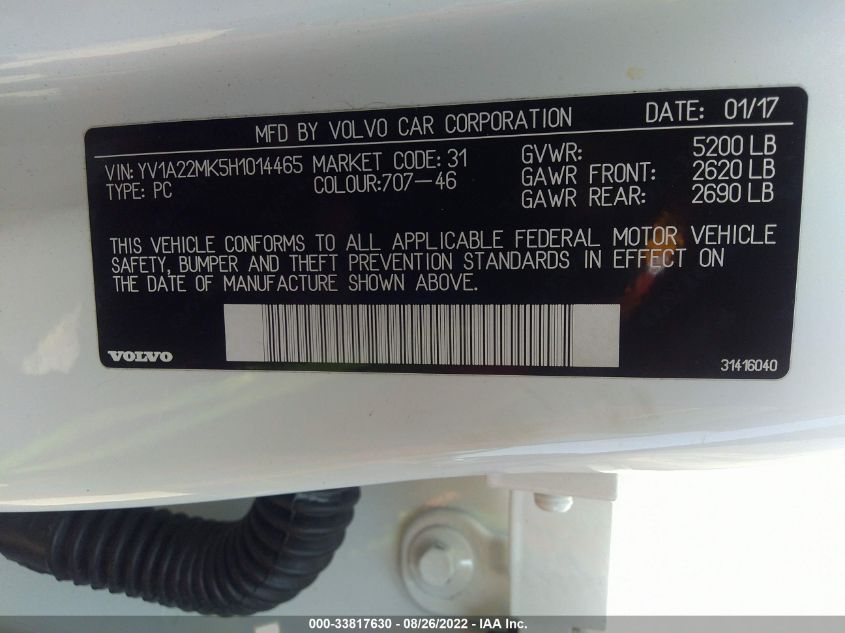 MFD BY VOLVO CAR CORPORATION DATE: 01/17
VIN: YV1A22MK5H1014465 MARKET CODE: 31 GVWR: 5200 LB
TYPE: PC COLOUR:707-46 GAWR FRONT: 2620 LB
GAWR REAR: 2690 LB
THIS VEHICLE CONFORMS TO ALL APPLICABLE FEDERAL MOTOR VEHICLE
SAFETY, BUMPER AND THEFT PREVENTION STANDARDS IN EFFECT ON
THE DATE OF MANUFACTURE SHOWN ABOVE.
VOLVO 31416040
000-33817630 - 08/26/2022 - IAA Inc.